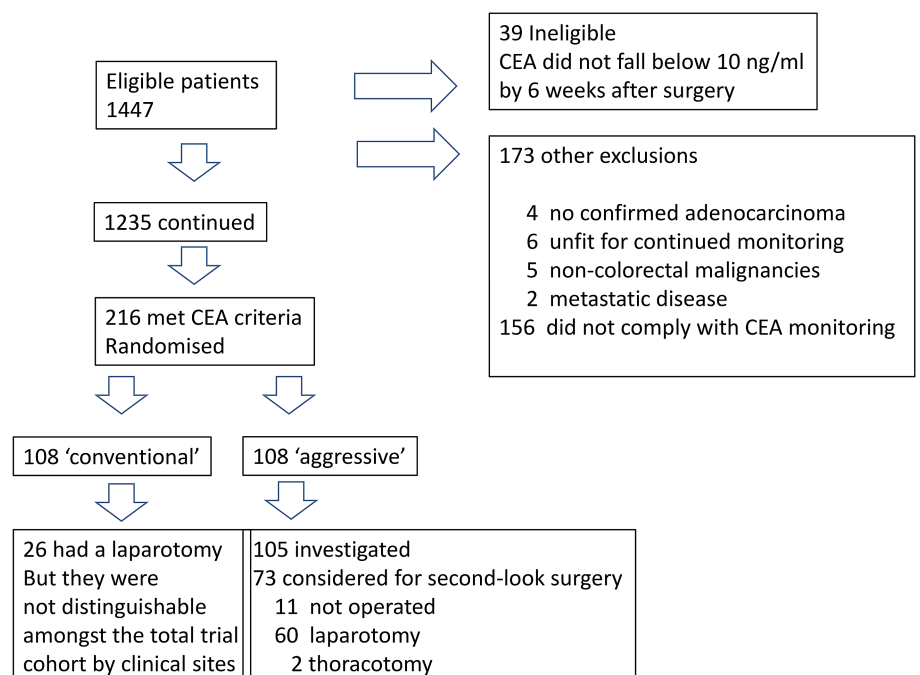 Eligible patients
1447
39 Ineligible
CEA did not fall below 10 ng/ml
by 6 weeks after surgery
173 other exclusions
4 no confirmed adenocarcinoma
6 unfit for continued monitoring
5 non-colorectal malignancies
2 metastatic disease
156 did not comply with CEA monitoring
1235 continued
216 met CEA criteria
Randomised
108 ‘conventional’
108 ‘aggressive’
26 had a laparotomy
But they were
not distinguishable
amongst the total trial
cohort by clinical sites
105 investigated
73 considered for second-look surgery
11 not operated
60 laparotomy
2 thoracotomy